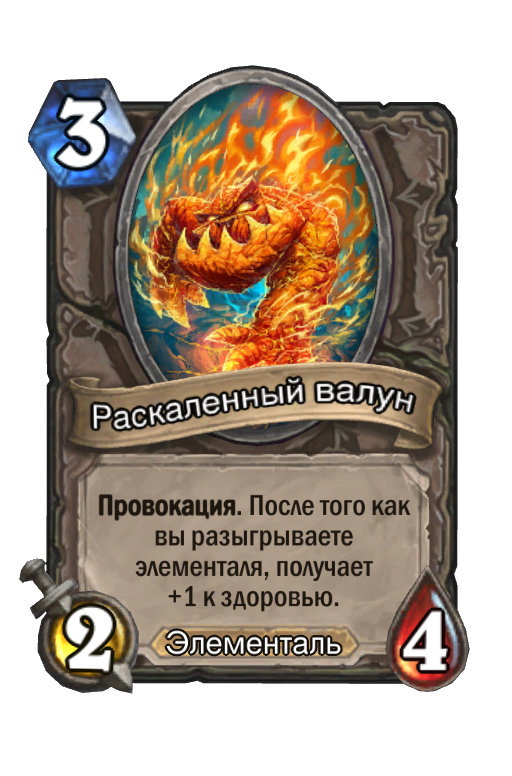 3
Раскаленный валун
Провокация. После того как
вы разыгрываете
элементаля, получает
+1 к здоровью.
2
Элементаль
4